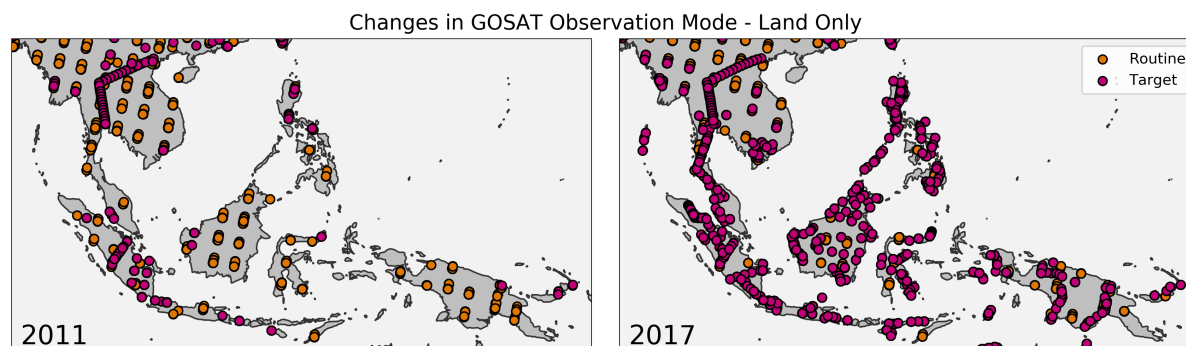 Changes in GOSAT Observation Mode - Land Only
Routine
Target
2011
2017